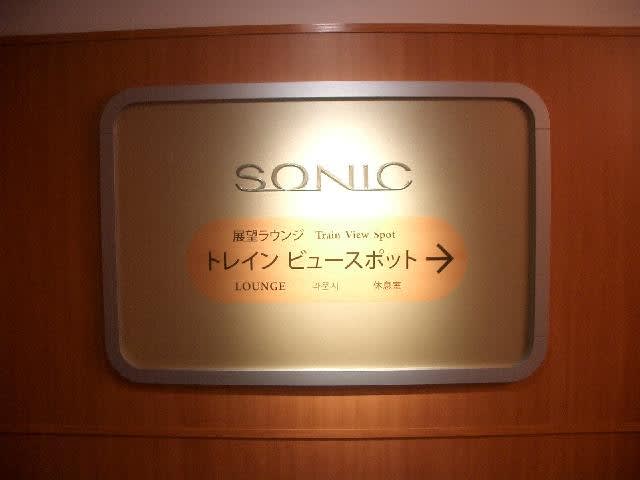 SONIC
展望ラウンジ Train View Spot
トレイン ビュースポット →
LOUNGE 休息室